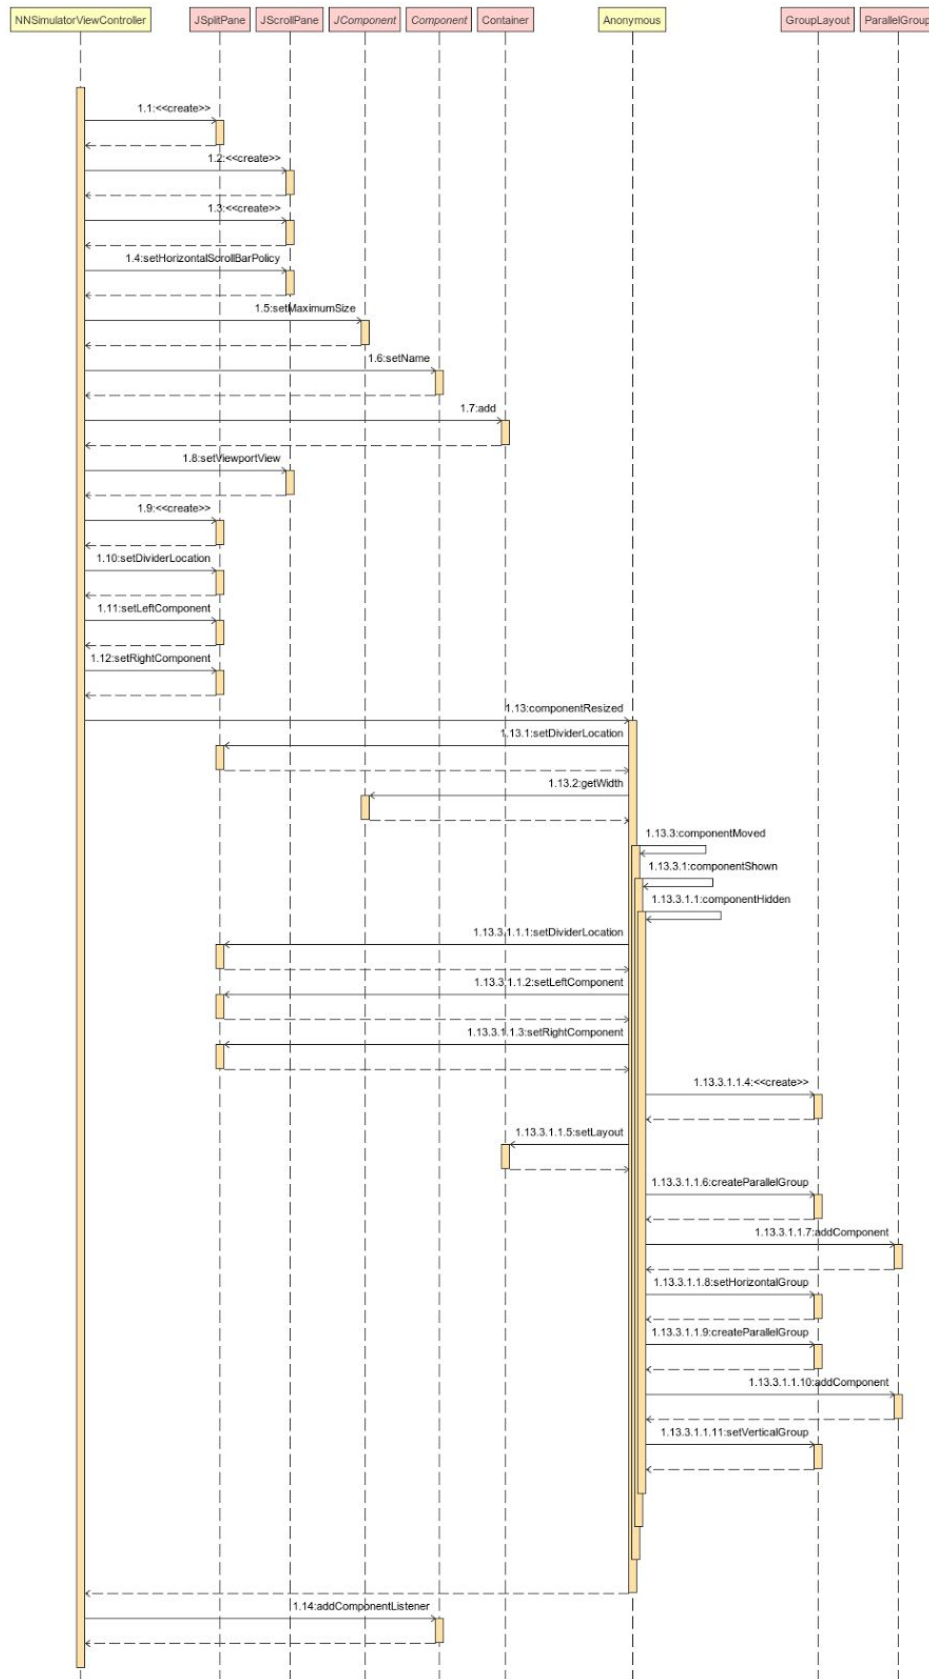 NNSimulatorViewController JSplitPane JScrollPane JComponent Component Container Anonymous GroupLayout ParallelGroup
1.1:<<create>>
1.2:<<create>>
1.3:<<create>>
1.4:setHorizontalScrollBarPolicy
1.5:setMaximumSize
1.6:setName
1.7:add
1.8:setViewportView
1.9:<<create>>
1.10:setDividerLocation
1.11:setLeftComponent
1.12:setRightComponent
1.13:componentResized
1.13.1:setDividerLocation
1.13.2:getWidth
1.13.3:componentMoved
1.13.3.1:componentShown
1.13.3.1.1:componentHidden
1.13.3.1.1.1:setDividerLocation
1.13.3.1.1.2:setLeftComponent
1.13.3.1.1.3:setRightComponent
1.13.3.1.1.4:<<create>>
1.13.3.1.1.5:setLayout
1.13.3.1.1.6:createParallelGroup
1.13.3.1.1.7:addComponent
1.13.3.1.1.8:setHorizontalGroup
1.13.3.1.1.9:createParallelGroup
1.13.3.1.1.10:addComponent
1.13.3.1.1.11:setVerticalGroup
1.14:addComponentListener